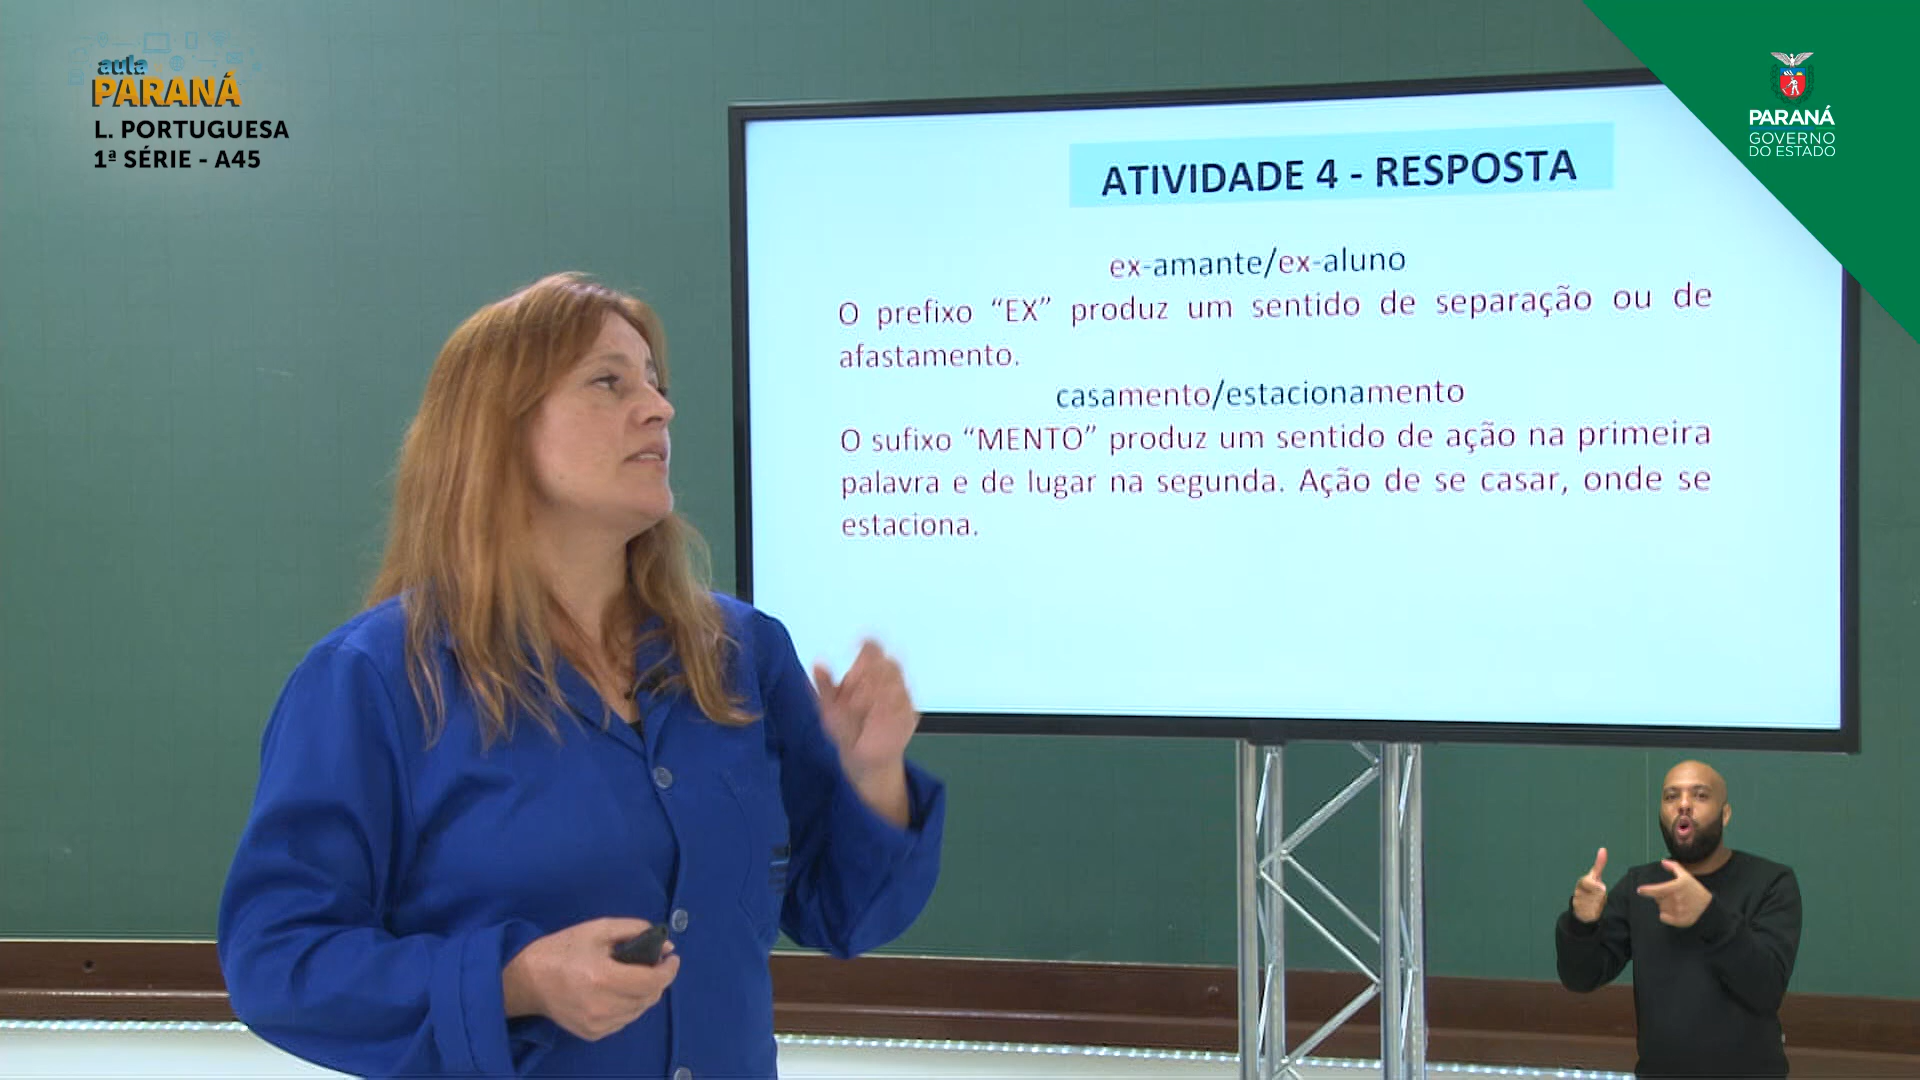 aula
PARANÁ
L. PORTUGUESA
1ª SÉRIE - A45
PARANÁ
GOVERNO
DO ESTADO
ATIVIDADE 4 - RESPOSTA
ex-amante/ex-aluno
O prefixo “EX” produz um sentido de separação ou de
afastamento.
casamento/estacionamento
O sufixo “MENTO” produz um sentido de ação na primeira
palavra e de lugar na segunda. Ação de se casar, onde se
estaciona.